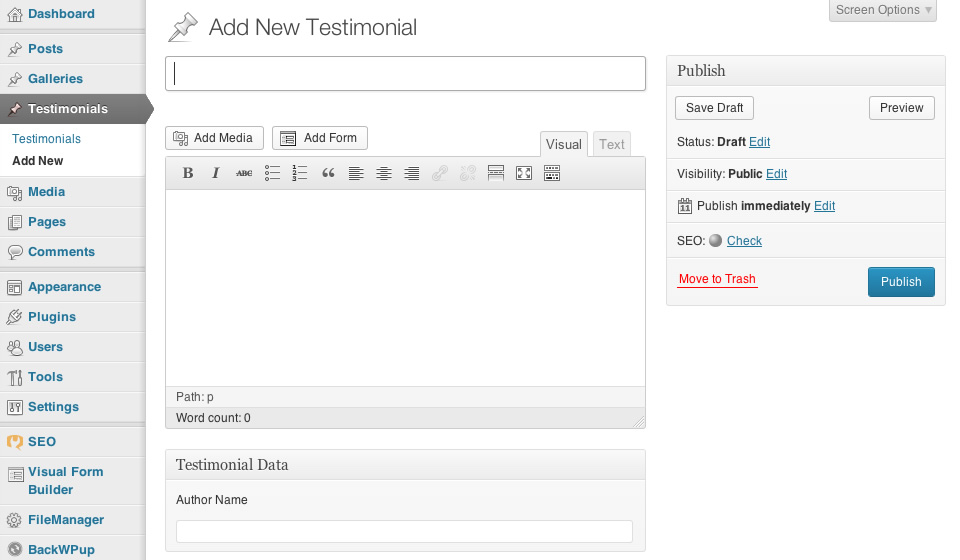 Dashboard
Posts
Galleries
Testimonials
Testimonials
Add New
Media
Pages
Comments
Appearance
Plugins
Users
Tools
Settings
SEO
Visual Form
Builder
FileManager
BackWPup
Screen Options
Add New Testimonial
Add Media
Add Form
Visual
Text
B I ABC
Path: p
Word count: 0
Testimonial Data
Author Name
Publish
Save Draft
Preview
Status: Draft Edit
Visibility: Public Edit
11 Publish immediately Edit
SEO: Check
Move to Trash
Publish